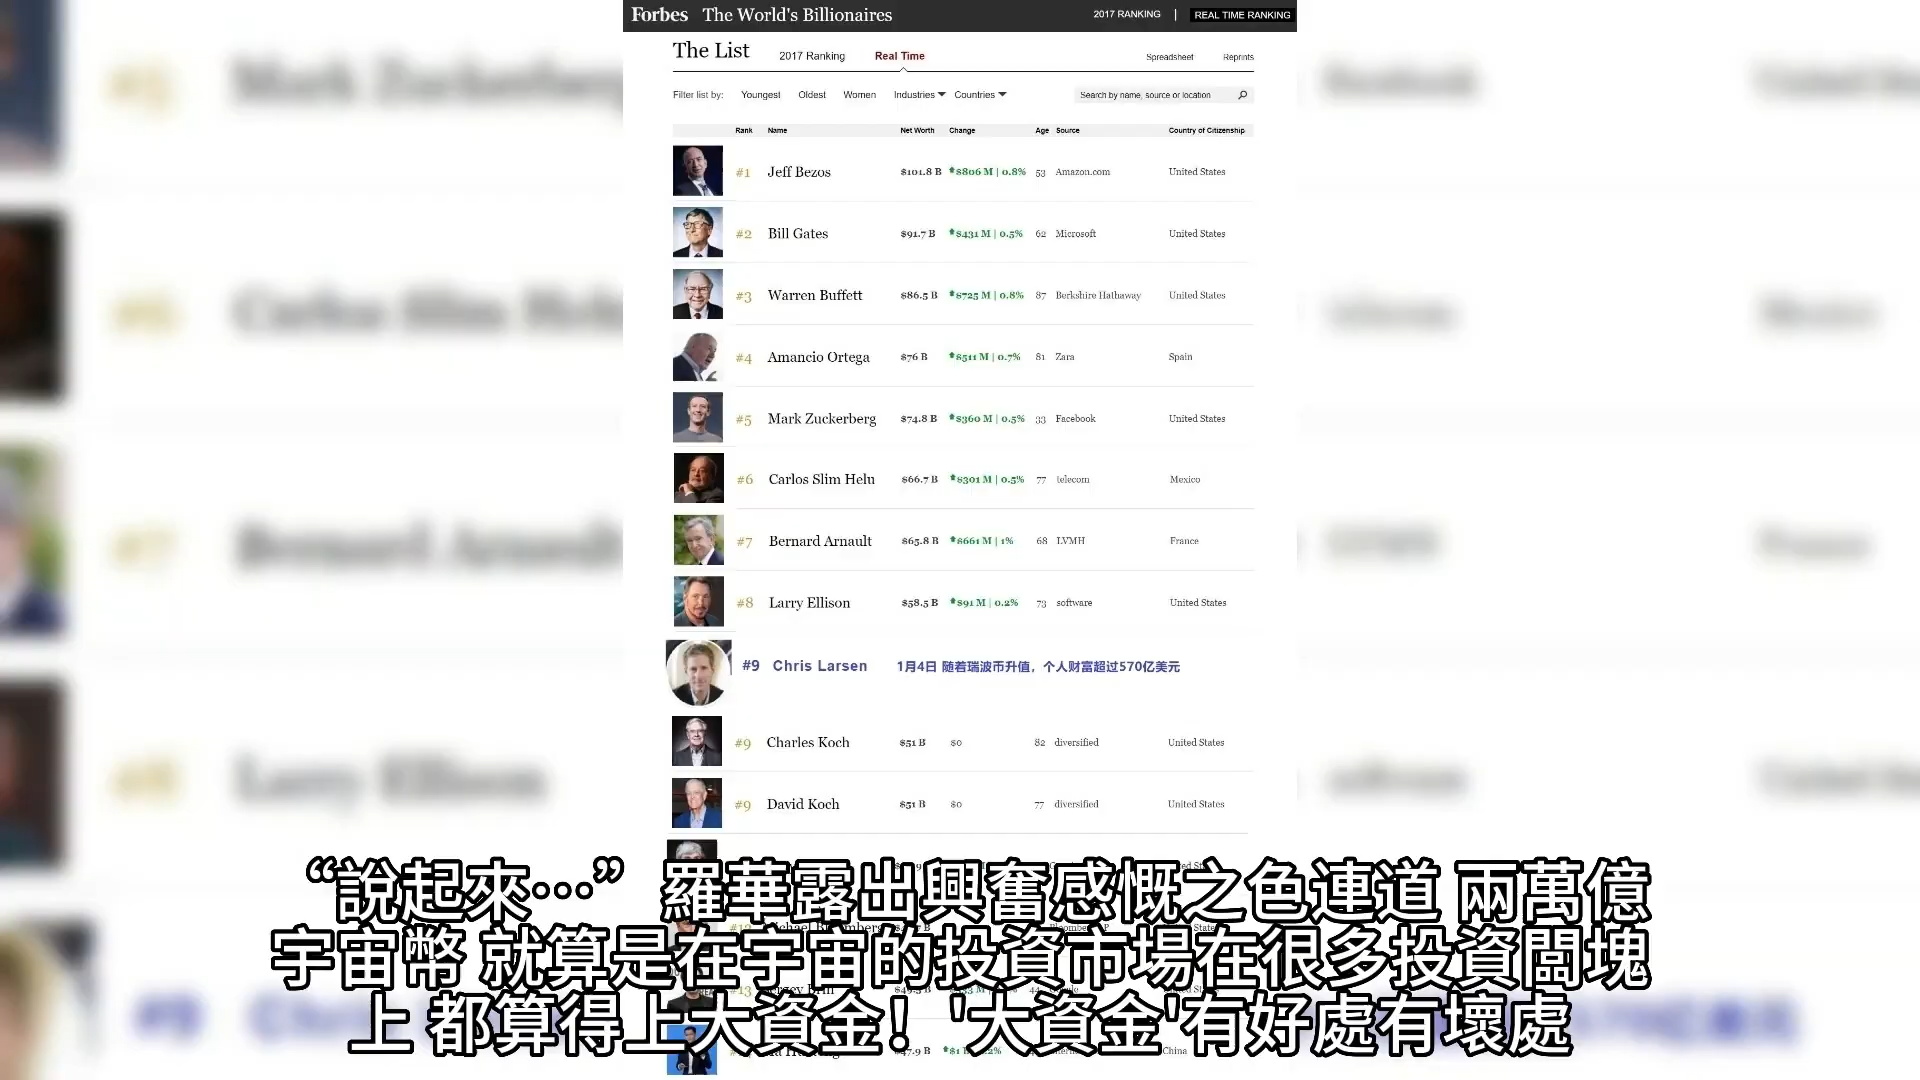 Forbes The World's Billionaires 2017 RANKING | REAL TIME RANKING
The List 2017 Ranking Real Time Spreadsheet Reprints
Filter list by: Youngest Oldest Women Industries Countries Search by name, source or location
Rank Name Net Worth Change Age Source Country of Citizenship
#1 Jeff Bezos $101.8 B $806 M | 0.8% 53 Amazon.com United States
#2 Bill Gates $91.7 B $431 M | 0.5% 62 Microsoft United States
#3 Warren Buffett $86.5 B $725 M | 0.8% 87 Berkshire Hathaway United States
#4 Amancio Ortega $76 B $511 M | 0.7% 81 Zara Spain
#5 Mark Zuckerberg $74.8 B $360 M | 0.5% 33 Facebook United States
#6 Carlos Slim Helu $66.7 B $301 M | 0.5% 77 telecom Mexico
#7 Bernard Arnault $65.8 B $661 M | 1% 68 LVMH France
#8 Larry Ellison $58.5 B $91 M | 0.2% 73 software United States
#9 Chris Larsen 1月4日 随着瑞波币升值，个人财富超过570亿美元
#9 Charles Koch $51 B $0 82 diversified United States
#9 David Koch $51 B $0 77 diversified United States
“說起來…” 羅華露出興奮感慨之色連道 兩萬億
宇宙幣 就算是在宇宙的投資市場在很多投資闆塊
上 都算得上大資金！'大資金'有好處有壞處
#13
China